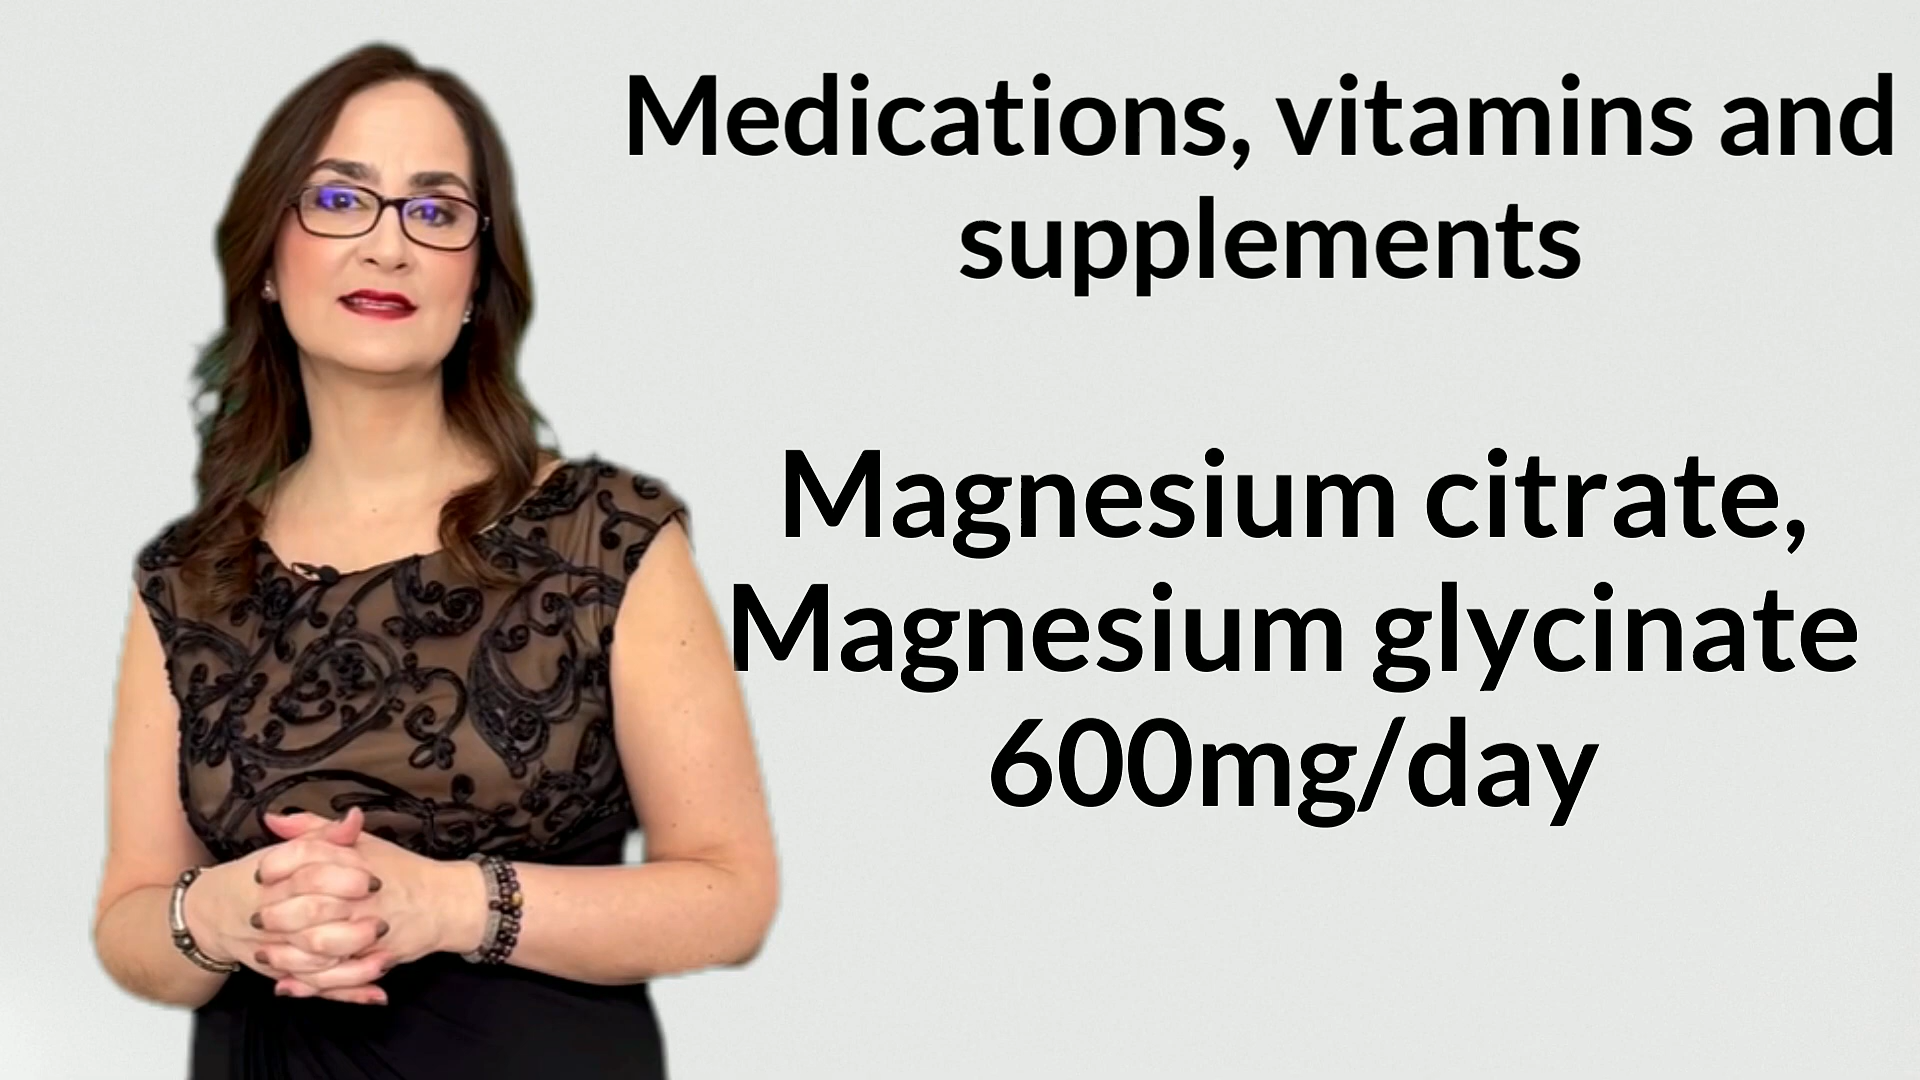 Medications, vitamins and
supplements
Magnesium citrate,
Magnesium glycinate
600mg/day